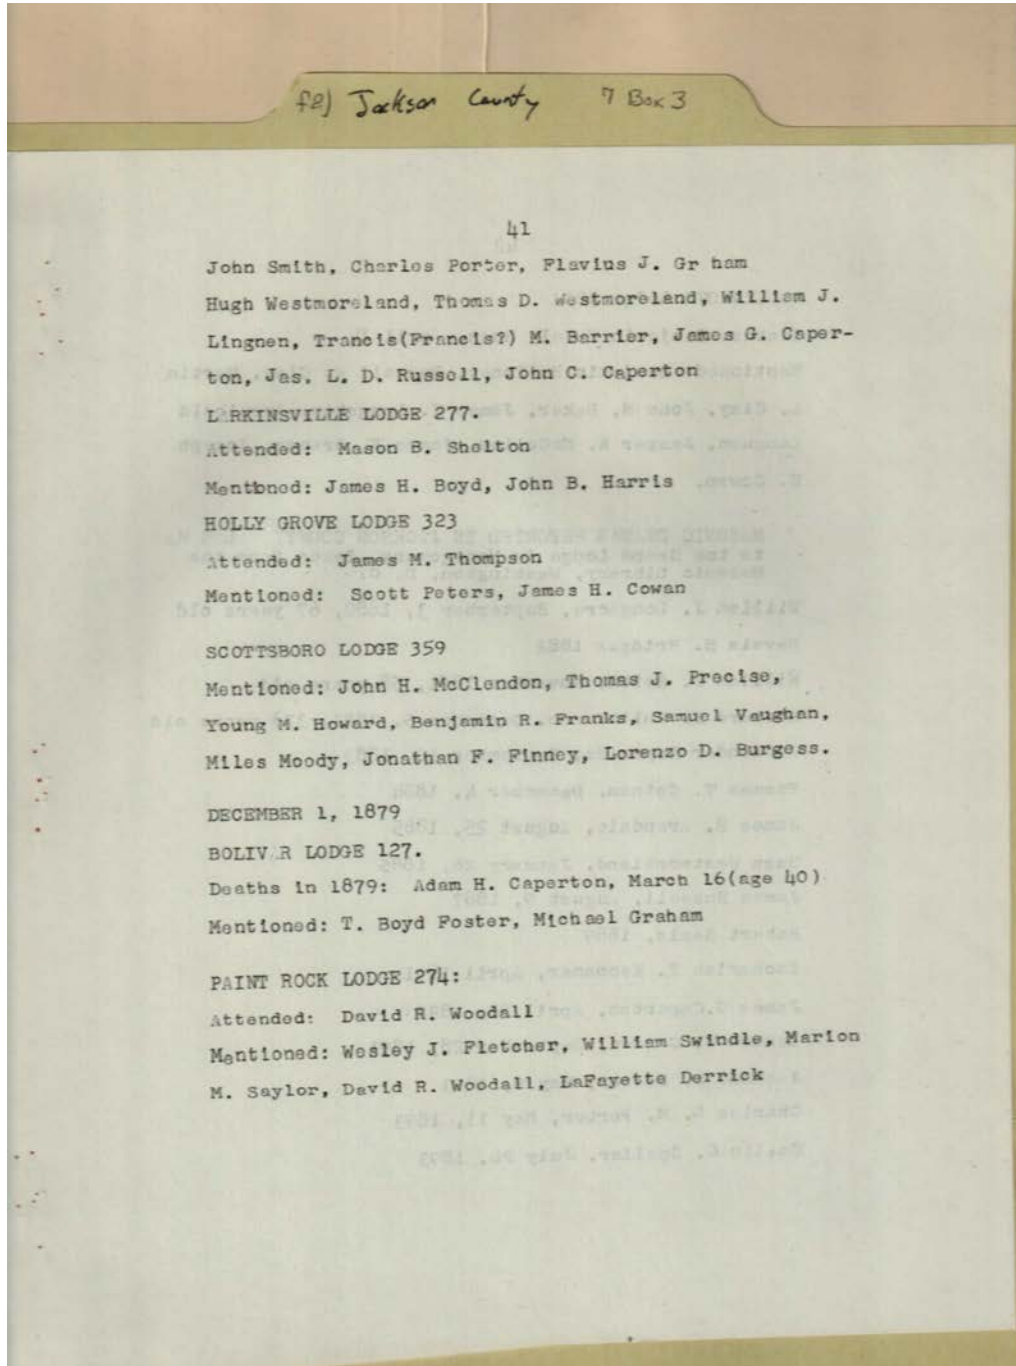 f8) Jackson County 7 Box 3
41
John Smith, Charles Porter, Flavius J. Gr ham
Hugh Westmoreland, Thomas D. Westmoreland, William J.
Lingnen, Trancis(Francis?) M. Barrier, James G. Caper-
ton, Jas. L. D. Russell, John C. Caperton
L RKINSVILLE LODGE 277.
Attended: Mason B. Shelton
Mentboned: James H. Boyd, John B. Harris
HOLLY GROVE LODGE 323
Attended: James M. Thompson
Mentioned: Scott Peters, James H. Cowan
SCOTTSBORO LODGE 359
Mentioned: John H. McClendon, Thomas J. Precise,
Young M. Howard, Benjamin R. Franks, Samuel Vaughan,
Miles Moody, Jonathan F. Finney, Lorenzo D. Burgess.
DECEMBER 1, 1879
BOLIV R LODGE 127.
Deaths in 1879: Adam H. Caperton, March 16(age 40)
Mentioned: T. Boyd Foster, Michael Graham
PAINT ROCK LODGE 274:
Attended: David R. Woodall
Mentioned: Wesley J. Fletcher, William Swindle, Marion
M. Saylor, David R. Woodall, LaFayette Derrick